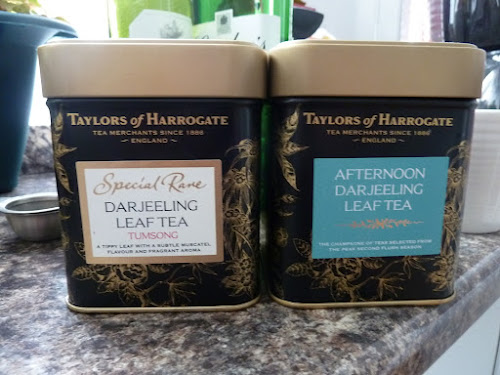 TAYLORS of HARROGATE
TEA MERCHANTS SINCE 1886
ENGLAND
Special Rare
DARJEELING
LEAF TEA
TUMSONG
A TIPPY LEAF WITH A SUBTLE MUSCATEL
FLAVOUR AND FRAGRANT AROMA
TAYLORS of HARROGATE
TEA MERCHANTS SINCE 1886
ENGLAND
AFTERNOON
DARJEELING
LEAF TEA
THE CHAMPAGNE OF TEAS SELECTED FROM
THE PEAK SECOND FLUSH SEASON